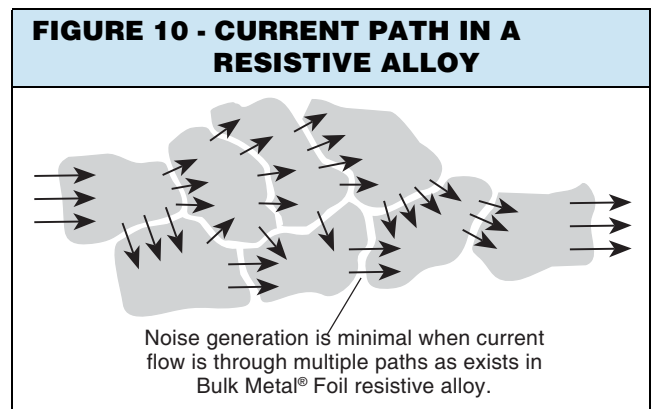 FIGURE 10 - CURRENT PATH IN A
RESISTIVE ALLOY
Noise generation is minimal when current
flow is through multiple paths as exists in
Bulk Metal® Foil resistive alloy.